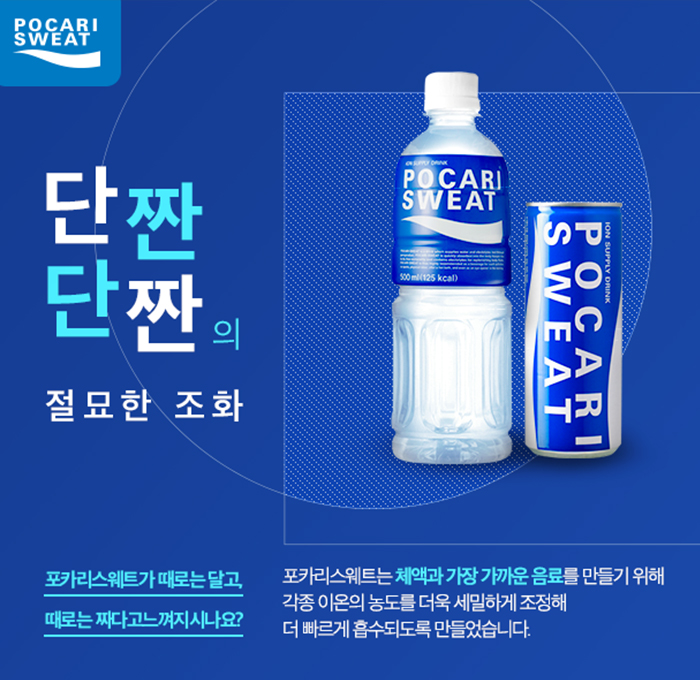 POCARI
SWEAT
단짠
단짠의
절묘한 조화
ION SUPPLY DRINK
POCARI
SWEAT
500 ml (125 kcal)
ION SUPPLY DRINK
POCARI
SWEAT
포카리스웨트가 때로는 달고,
때로는 짜다고느껴지시나요?
포카리스웨트는 체액과 가장 가까운 음료를 만들기 위해
각종 이온의 농도를 더욱 세밀하게 조정해
더 빠르게 흡수되도록 만들었습니다.